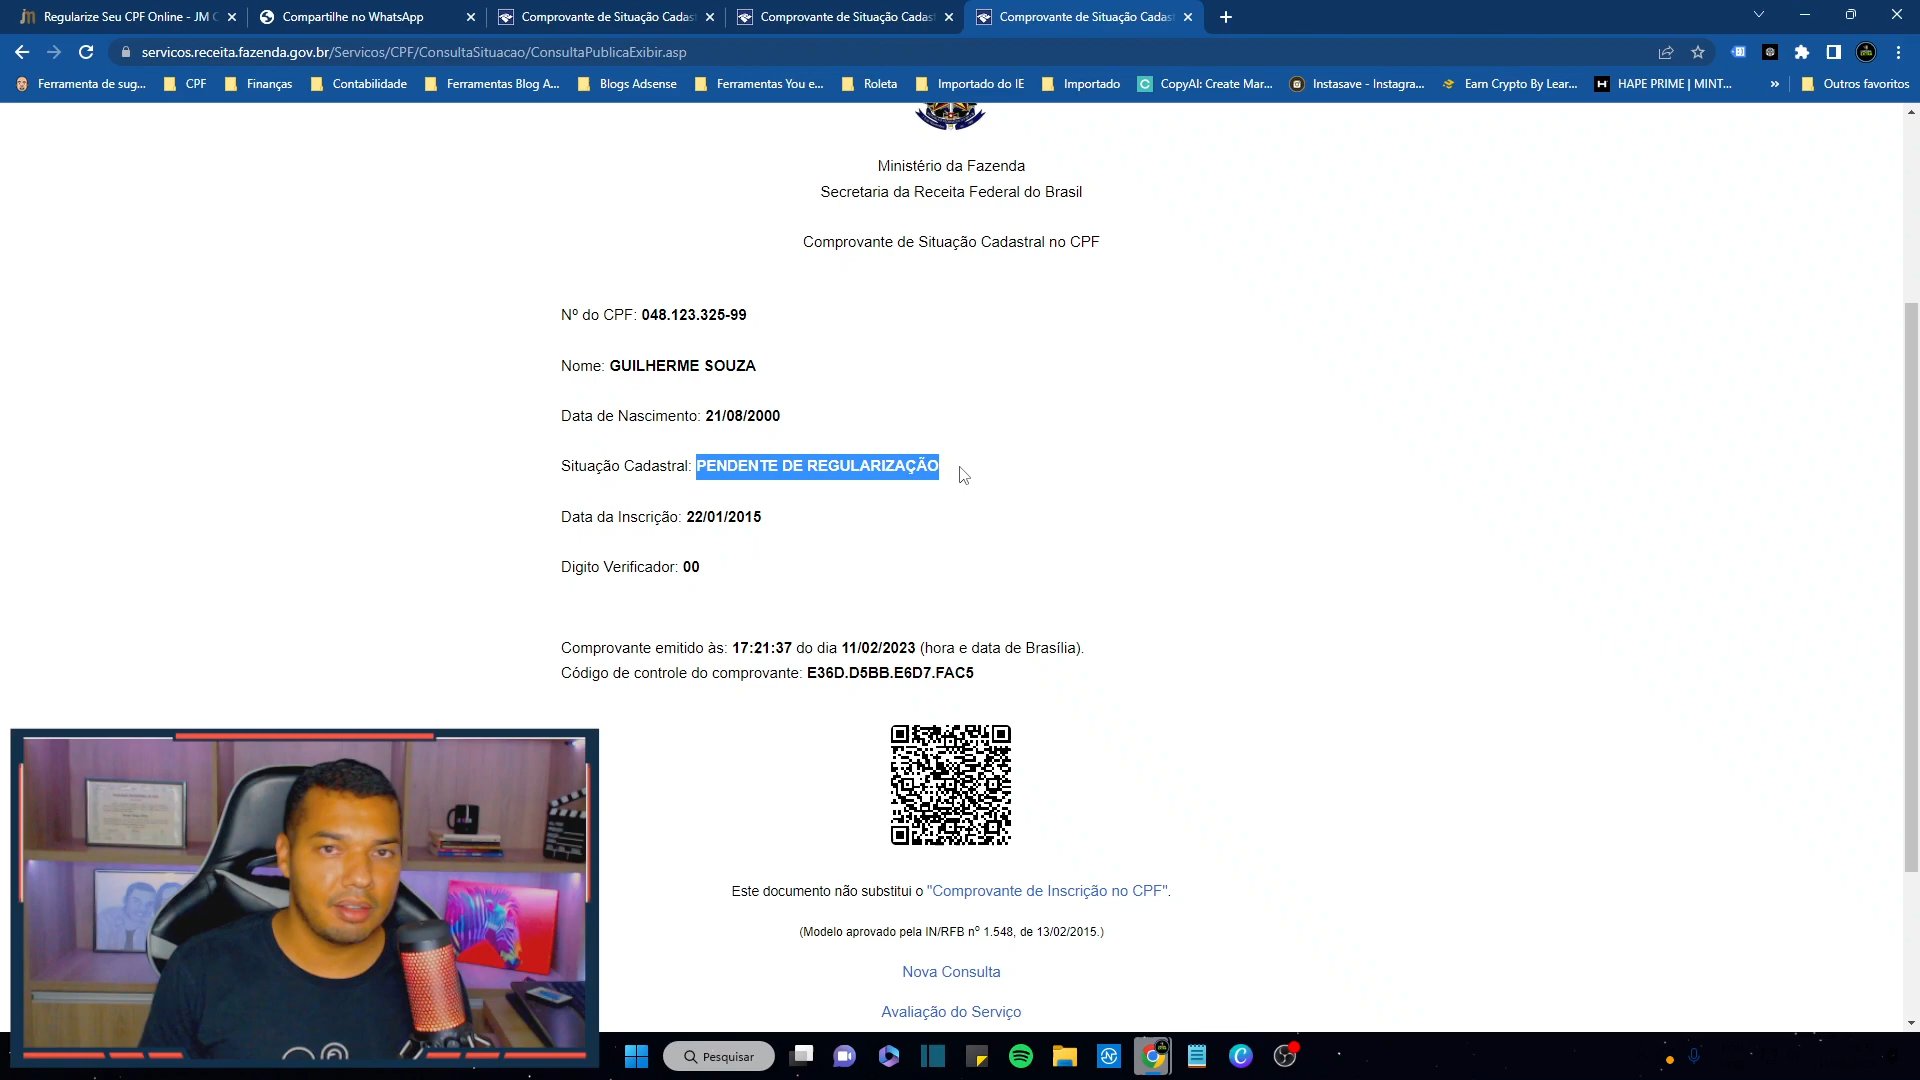 Regularize Seu CPF Online - JM C
Compartilhe no WhatsApp
Comprovante de Situação Cadast
Comprovante de Situação Cadast
Comprovante de Situação Cadast
servicos.receita.fazenda.gov.br/Servicos/CPF/ConsultaSituacao/ConsultaPublicaExibir.asp
Ferramenta de sug...
CPF
Finanças
Contabilidade
Ferramentas Blog A...
Blogs Adsense
Ferramentas You e...
Roleta
Importado do IE
Importado
CopyAI: Create Mar...
Instasave - Instagra...
Earn Crypto By Lear...
HAPE PRIME | MINT...
Outros favoritos
Ministério da Fazenda
Secretaria da Receita Federal do Brasil
Comprovante de Situação Cadastral no CPF
Nº do CPF: 048.123.325-99
Nome: GUILHERME SOUZA
Data de Nascimento: 21/08/2000
Situação Cadastral: PENDENTE DE REGULARIZAÇÃO
Data da Inscrição: 22/01/2015
Digito Verificador: 00
Comprovante emitido às: 17:21:37 do dia 11/02/2023 (hora e data de Brasília).
Código de controle do comprovante: E36D.D5BB.E6D7.FAC5
Este documento não substitui o "Comprovante de Inscrição no CPF".
(Modelo aprovado pela IN/RFB nº 1.548, de 13/02/2015.)
Nova Consulta
Avaliação do Serviço
Pesquisar